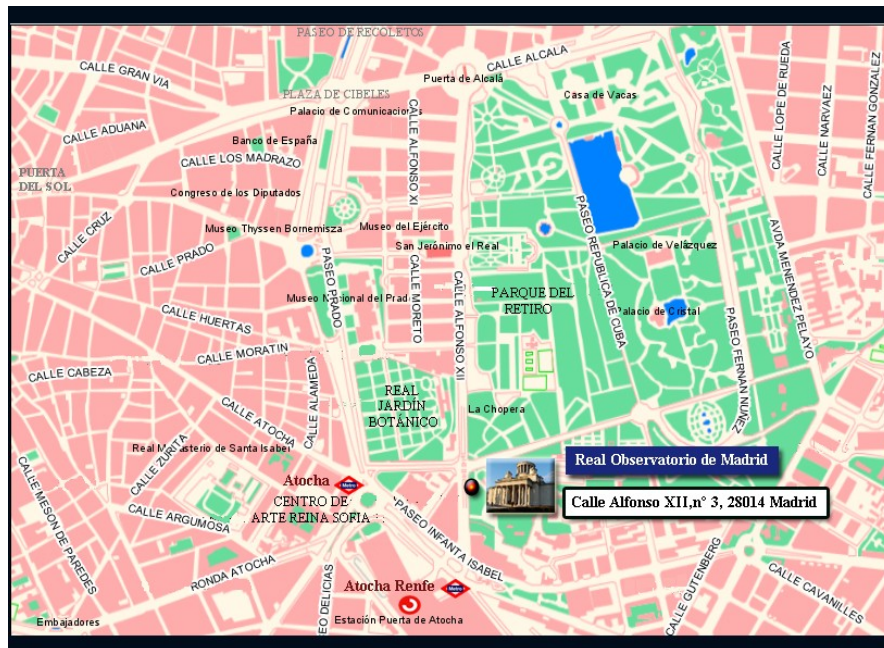 PASEO DE RECOLETOS
CALLE ALCALA
CALLE GRAN VIA
Puerta de Alcalá
PLAZA DE CIBELES
Casa de Vacas
Palacio de Comunicaciones
CALLE ADUANA
Banco de España
CALLE LOS MADRAZO
CALLE ALFONSO XI
CALLE LOPE DE RUEDA
CALLE NARVAEZ
CALLE FERNAN GONZALEZ
PUERTA
DEL SOL
Congreso de los Diputados
CALLE CRUZ
Museo Thyssen Bornemisza
Museo del Ejército
San Jerónimo el Real
Palacio de Velázquez
CALLE PRADO
PASEO PRADO
PASEO REPUBLICA DE CUBA
AVDA MENENDEZ PELAYO
Museo Nacional del Prado
CALLE MORETO
CALLE ALFONSO XII
PARQUE DEL
RETIRO
Palacio de Cristal
CALLE HUERTAS
CALLE MORATIN
PASEO FERNAN NUÑEZ
CALLE CABEZA
CALLE ALAMEDA
REAL
JARDÍN
BOTÁNICO
CALLE ATOCHA
La Chopera
Real Monasterio de Santa Isabel
CALLE ZURITA
Real Observatorio de Madrid
Atocha
Metro
CENTRO DE
ARTE REINA SOFIA
Calle Alfonso XII,n° 3, 28014 Madrid
CALLE MESON DE PAREDES
CALLE ARGUMOSA
PASEO INFANTA ISABEL
RONDA ATOCHA
CALLE GUTENBERG
CALLE CAVANILLES
Atocha Renfe
Metro
EO DELICIAS
Estación Puerta de Atocha
Embajadores